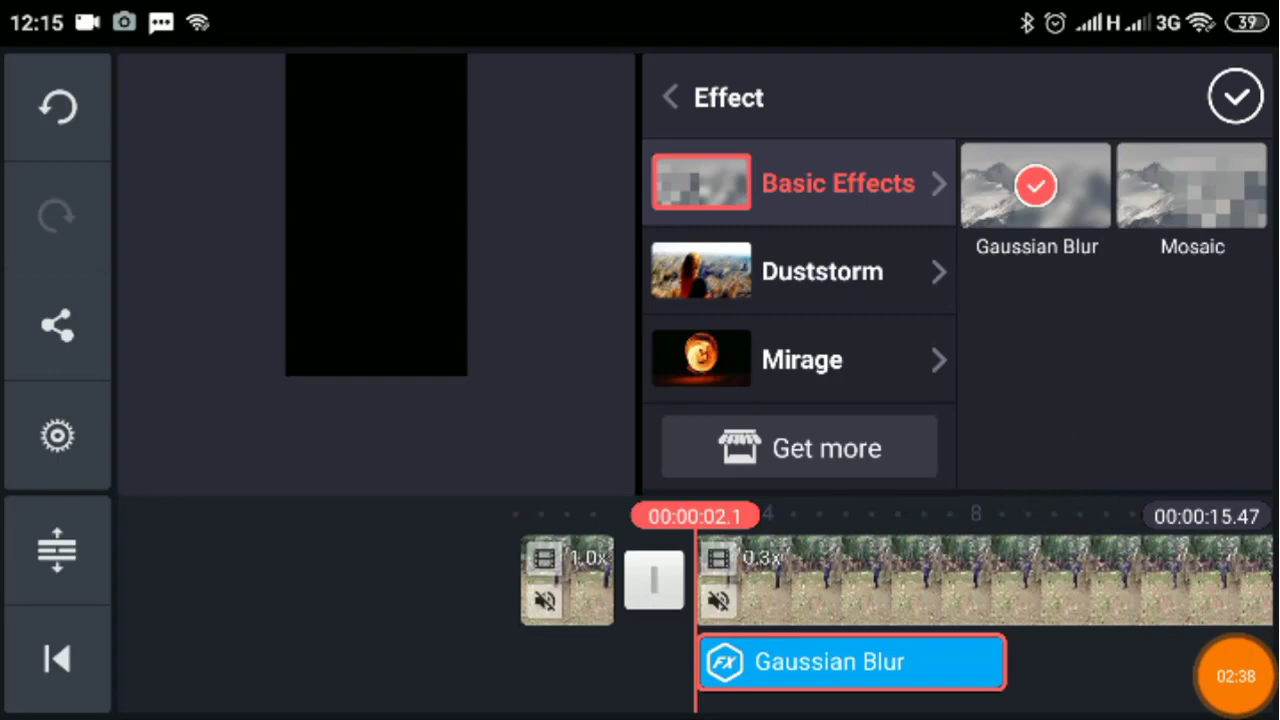 12:15
H
3G
39
Effect
Basic Effects
Gaussian Blur
Mosaic
Duststorm
Mirage
Get more
00:00:02.1
4
8
00:00:15.47
1.0x
0.3x
FX Gaussian Blur
02:38